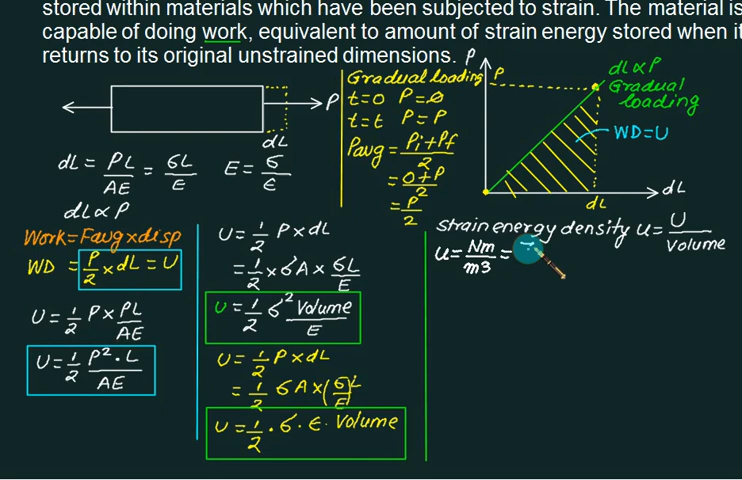 stored within materials which have been subjected to strain. The material is
capable of doing work, equivalent to amount of strain energy stored when it
returns to its original unstrained dimensions.
P
dL
dL = PL/AE = σL/E   E = σ/ϵ
dL ∝ P
Work = Favg x disp
WD = P/2 x dL = U
U = 1/2 P x PL/AE
U = 1/2 P² · L/AE
Gradual loading
t=0 P=0
t=t P=P
Pavg = Pi+Pf/2
= 0+P/2
= P/2
U = 1/2 P x dL
= 1/2 x σA x σL/E
U = 1/2 σ² Volume/E
U = 1/2 P x dL
= 1/2 σA x (σ/E)L
U = 1/2 · σ · ϵ · Volume
P
P
dL ∝ P
Gradual
loading
WD=U
dL
dL
strain energy density u = U/Volume
u = Nm/m3 =